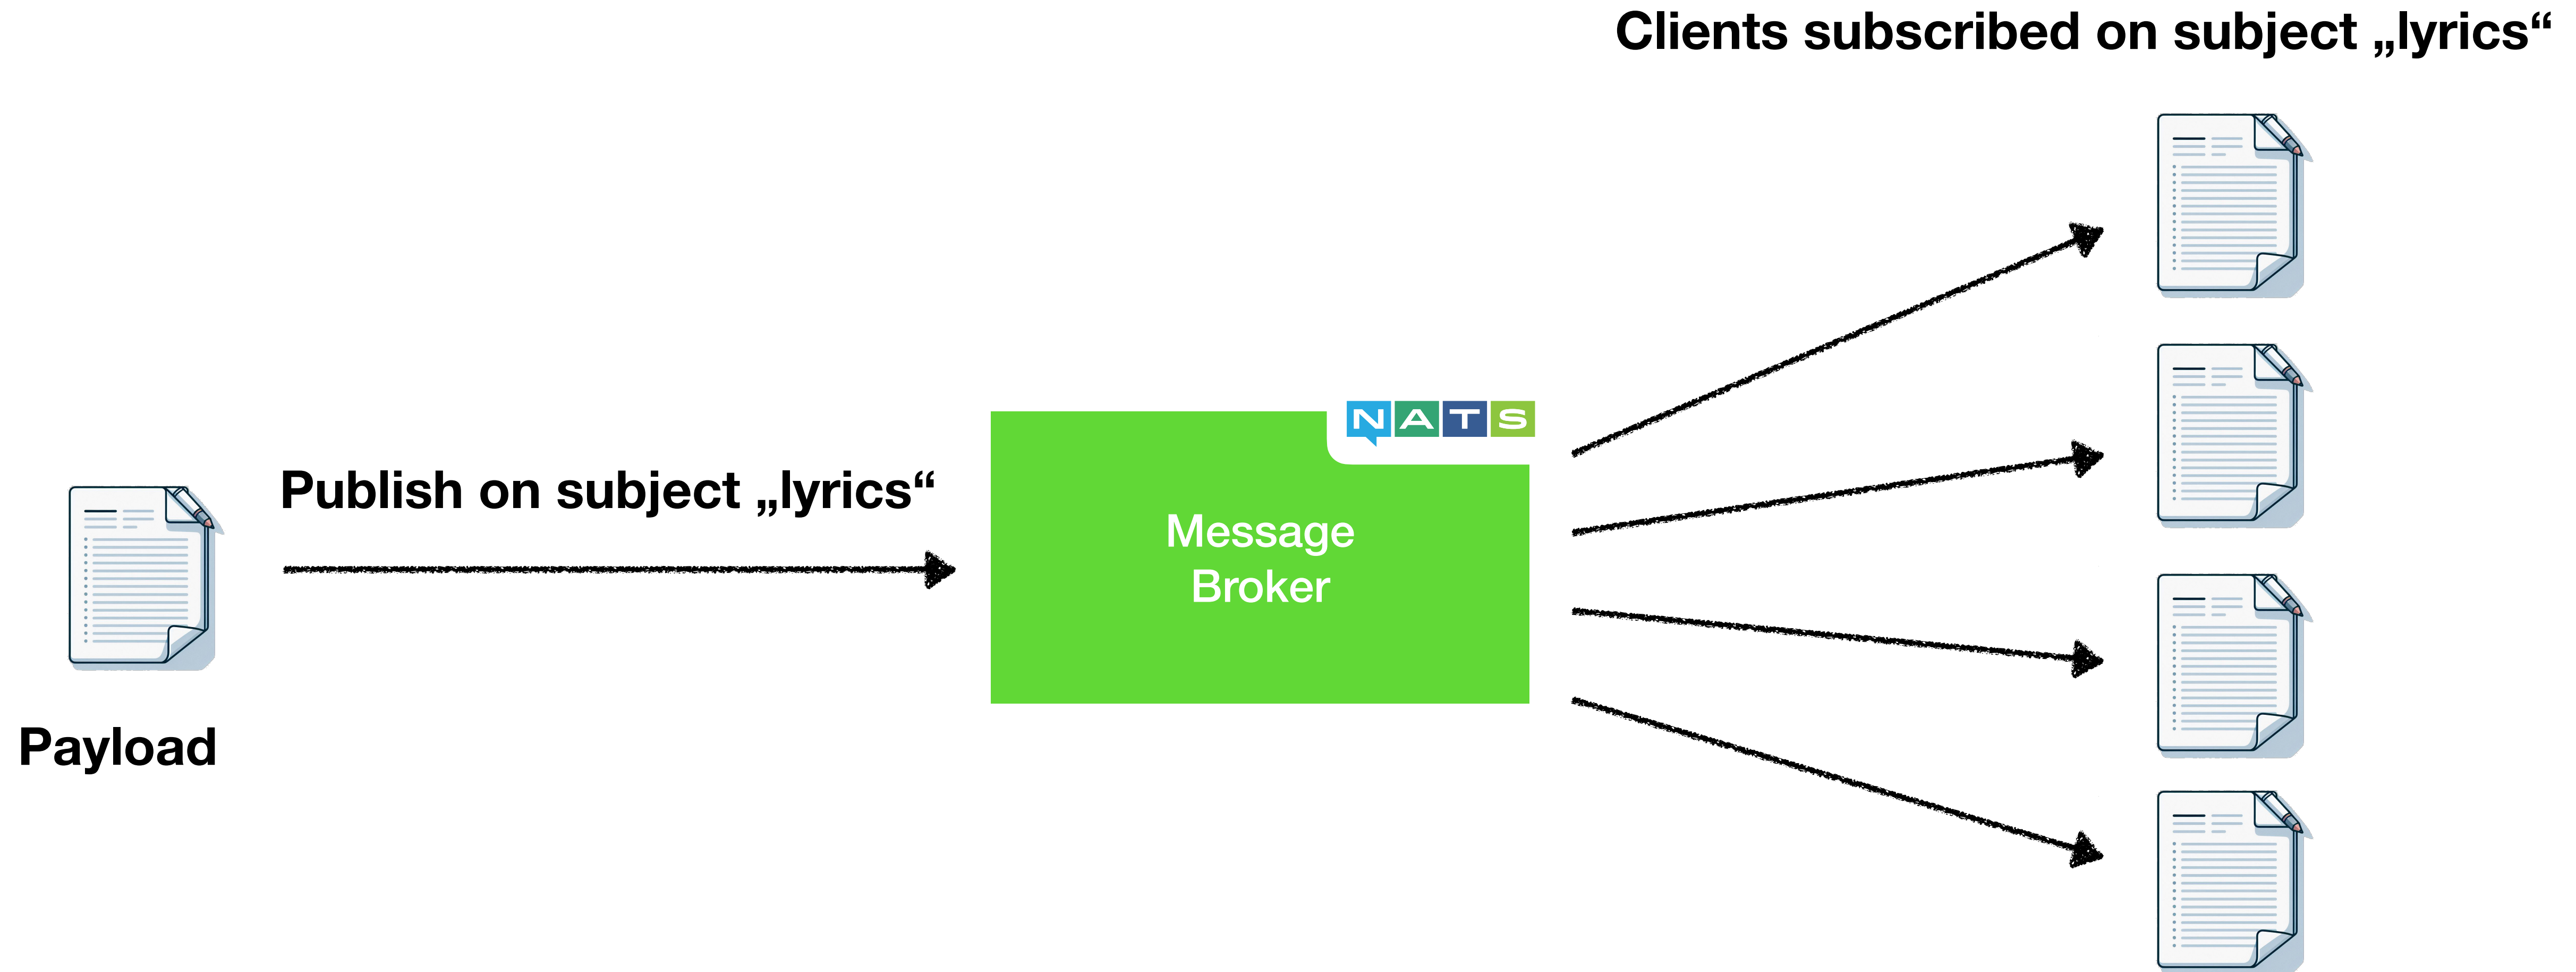 Clients subscribed on subject „lyrics“
NATS
Publish on subject „lyrics“
Message
Broker
Payload